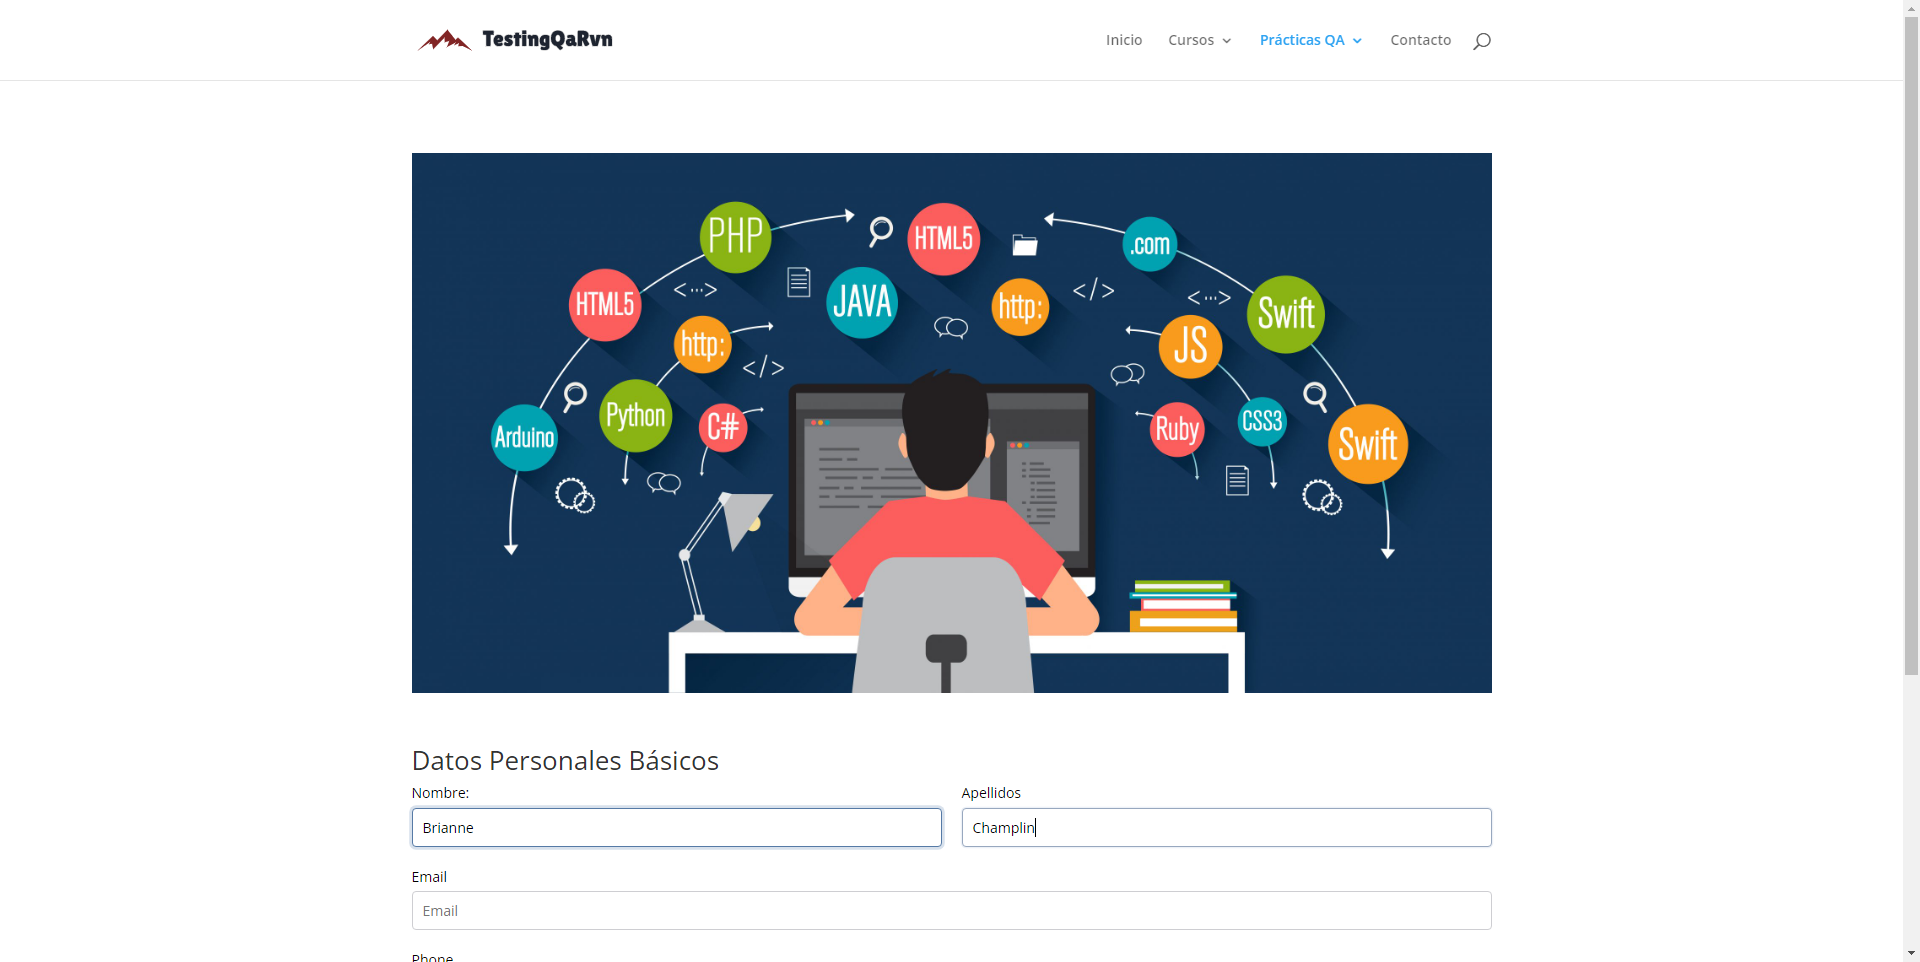 TestingQaRvn
Inicio
Cursos
Prácticas QA
Contacto
PHP
HTML5
.com
HTML5
JAVA
http:
Swift
http:
JS
Python
C#
Arduino
Ruby
CSS3
Swift
Datos Personales Básicos
Nombre:
Apellidos
Brianne
Champlin
Email
Email
Phone